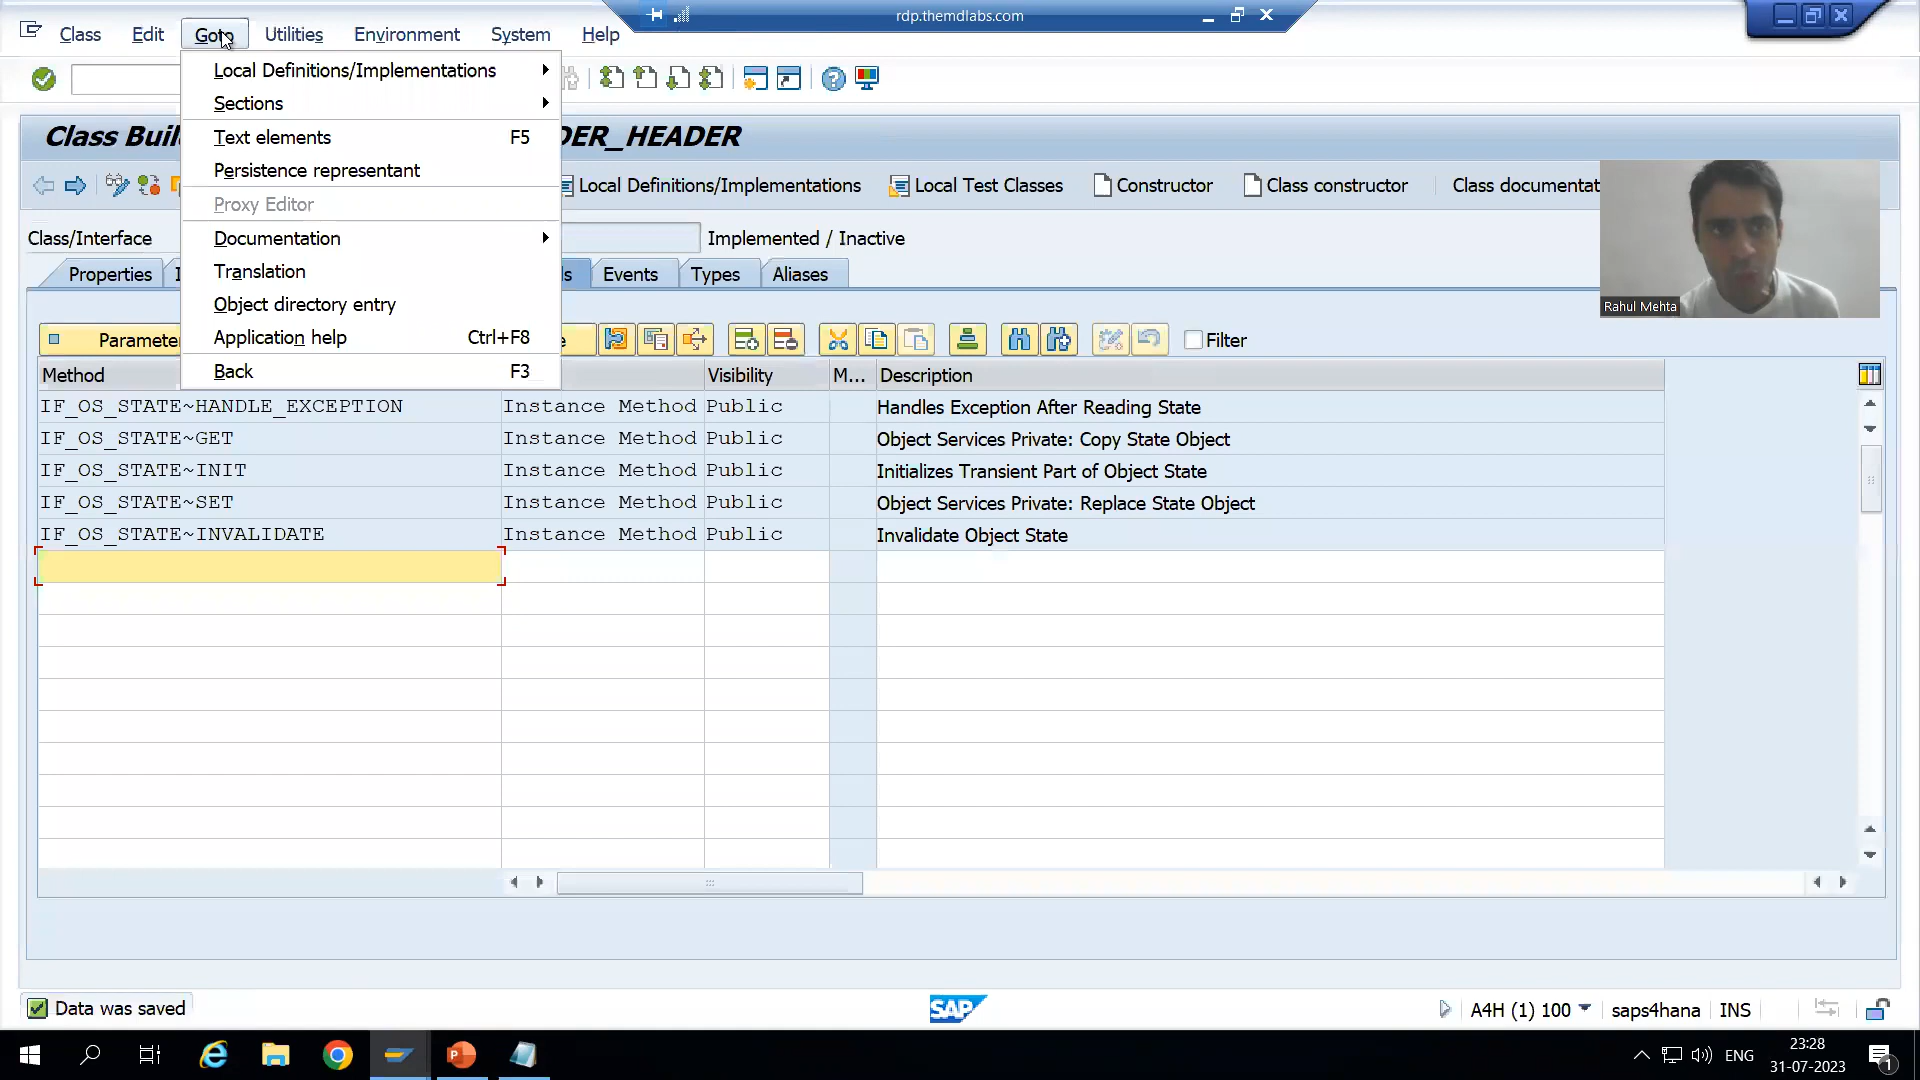 rdp.themdlabs.com
Class Edit Goto Utilities Environment System Help
Local Definitions/Implementations
Sections
Text elements F5
Persistence representant
Proxy Editor
Documentation
Translation
Object directory entry
Application help Ctrl+F8
Back F3
Class Buil DER_HEADER
Local Definitions/Implementations Local Test Classes Constructor Class constructor Class documentat
Class/Interface Implemented / Inactive
Properties I s Events Types Aliases
Rahul Mehta
Parameter e Filter
Method Visibility M... Description
IF_OS_STATE~HANDLE_EXCEPTION Instance Method Public Handles Exception After Reading State
IF_OS_STATE~GET Instance Method Public Object Services Private: Copy State Object
IF_OS_STATE~INIT Instance Method Public Initializes Transient Part of Object State
IF_OS_STATE~SET Instance Method Public Object Services Private: Replace State Object
IF_OS_STATE~INVALIDATE Instance Method Public Invalidate Object State
Data was saved SAP A4H (1) 100 saps4hana INS
ENG 23:28
31-07-2023 1